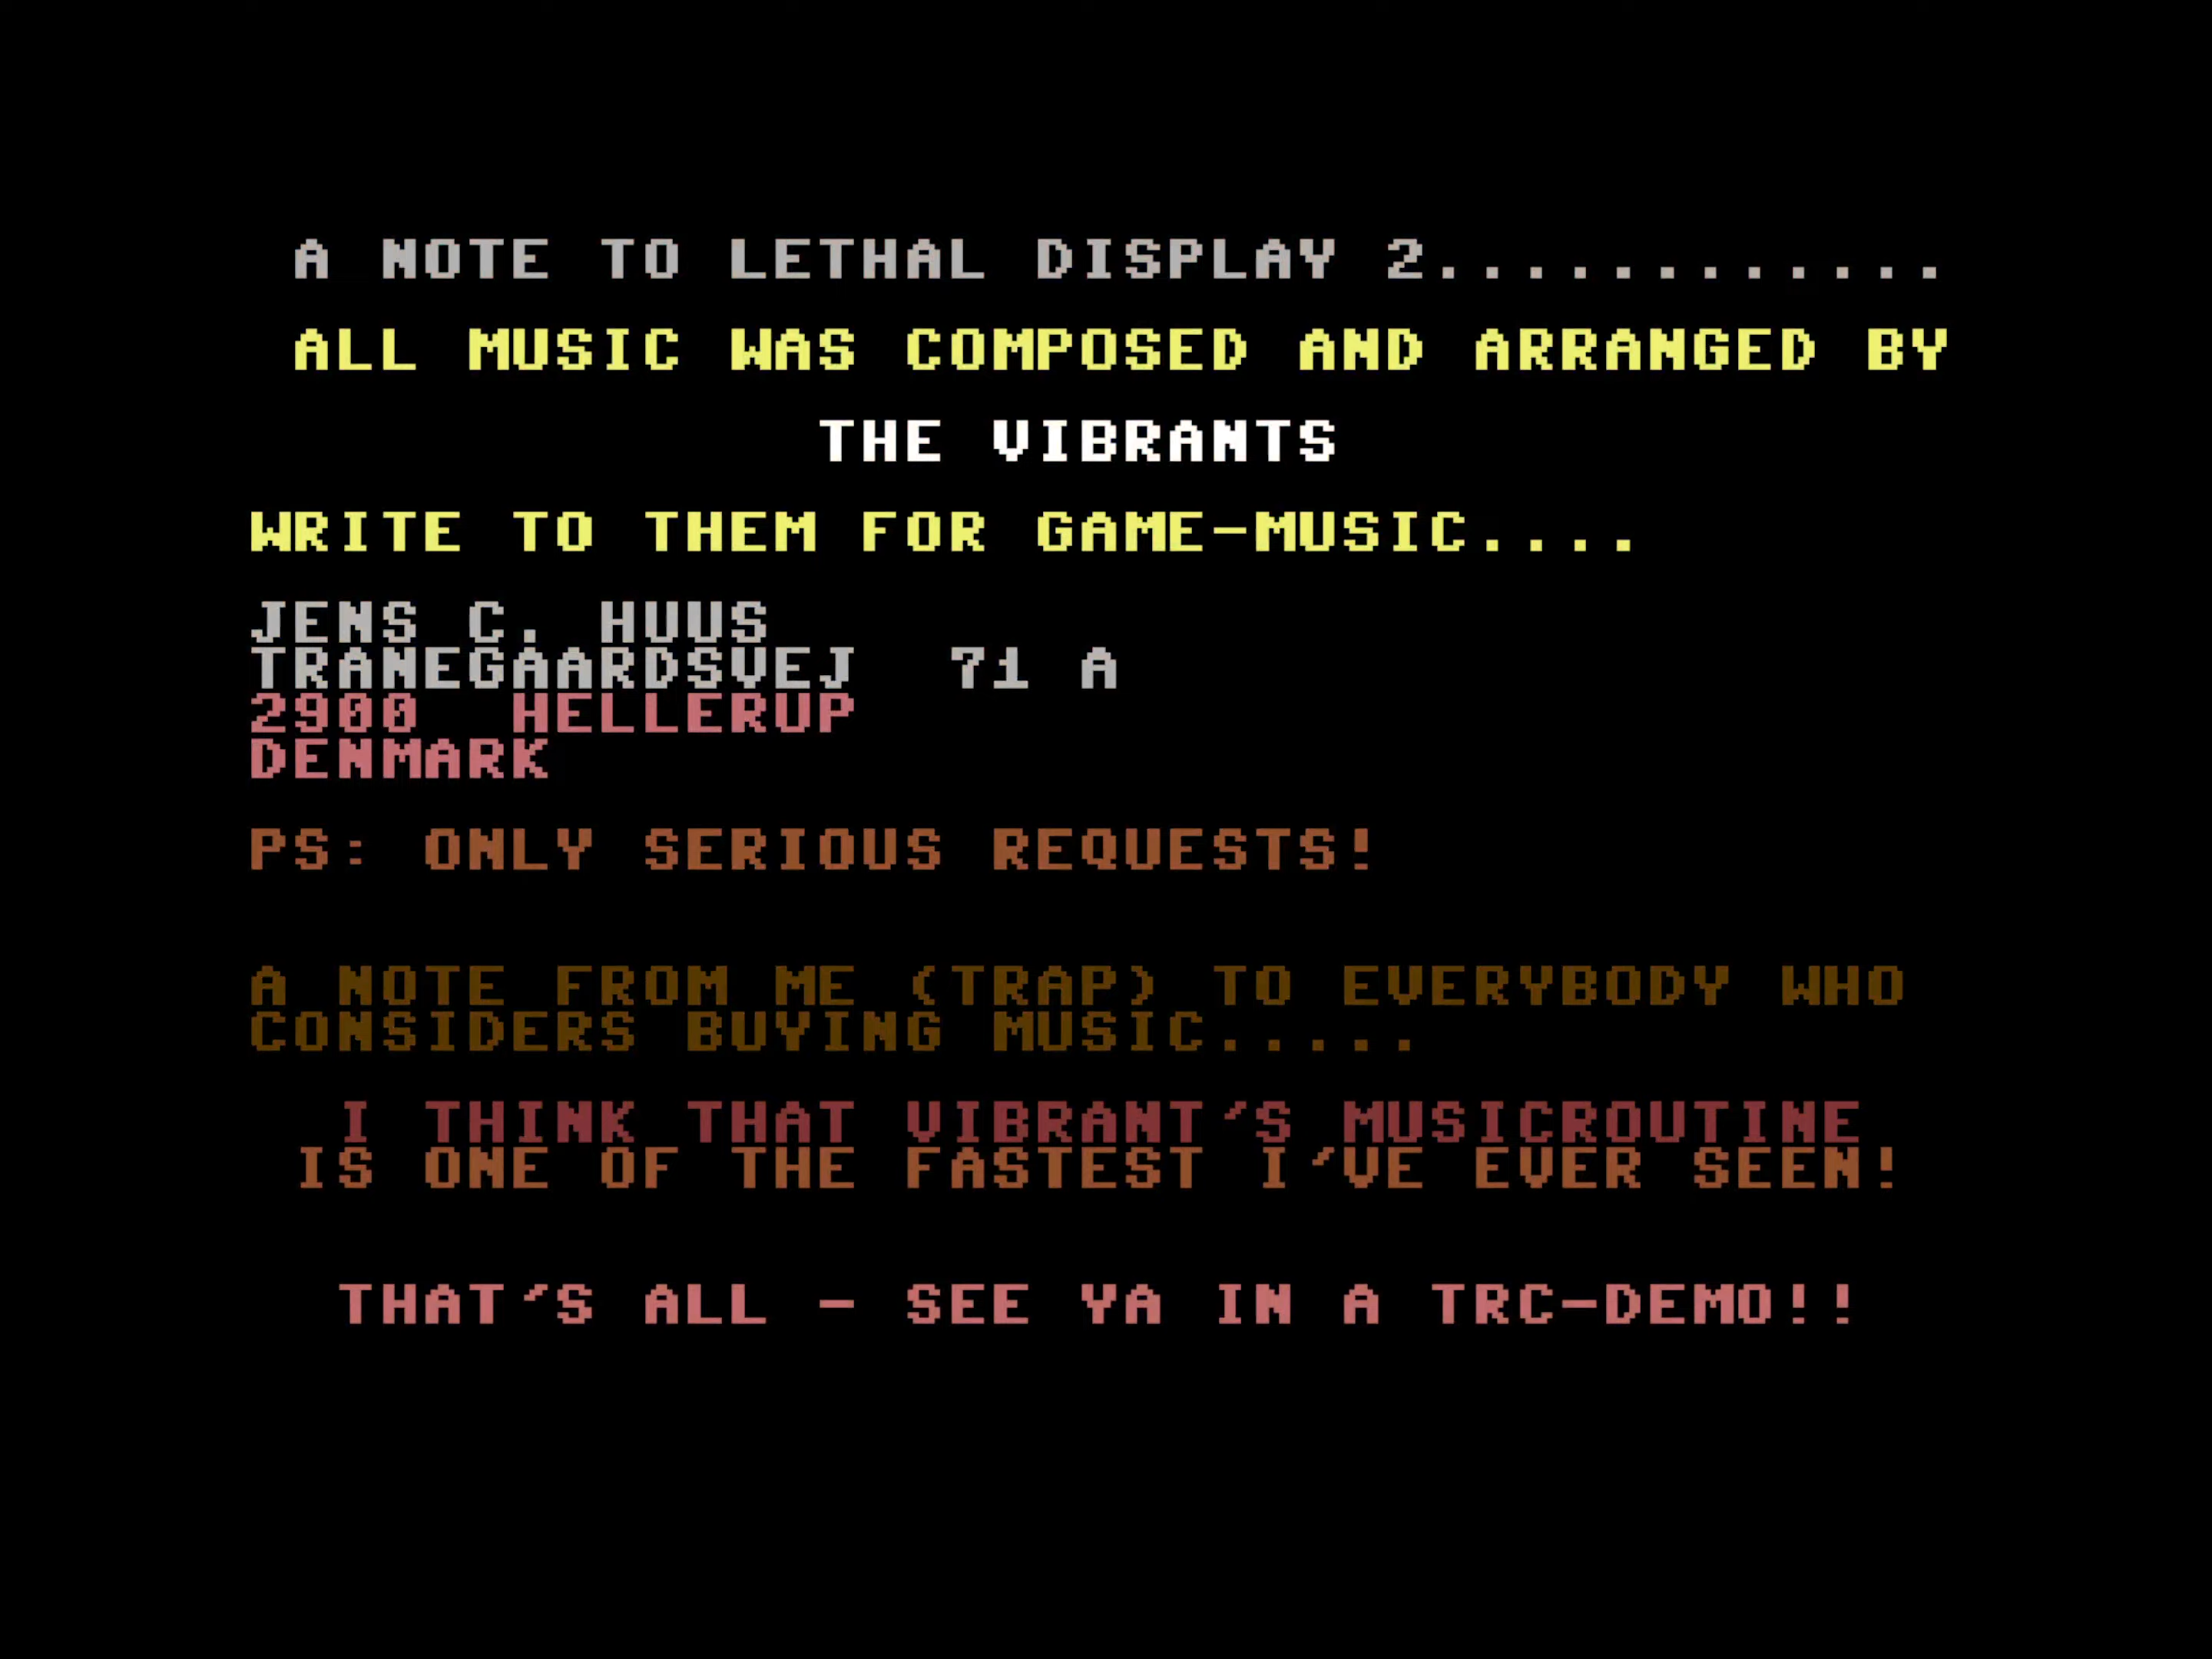 A NOTE TO LETHAL DISPLAY 2............
ALL MUSIC WAS COMPOSED AND ARRANGED BY
THE VIBRANTS
WRITE TO THEM FOR GAME-MUSIC....
JENS C. HUUS
TRANEGAARDSVEJ  71 A
2900  HELLERUP
DENMARK
PS: ONLY SERIOUS REQUESTS!
A NOTE FROM ME (TRAP) TO EVERYBODY WHO
CONSIDERS BUYING MUSIC.....
I THINK THAT VIBRANT'S MUSICROUTINE
IS ONE OF THE FASTEST I'VE EVER SEEN!
THAT'S ALL - SEE YA IN A TRC-DEMO!!